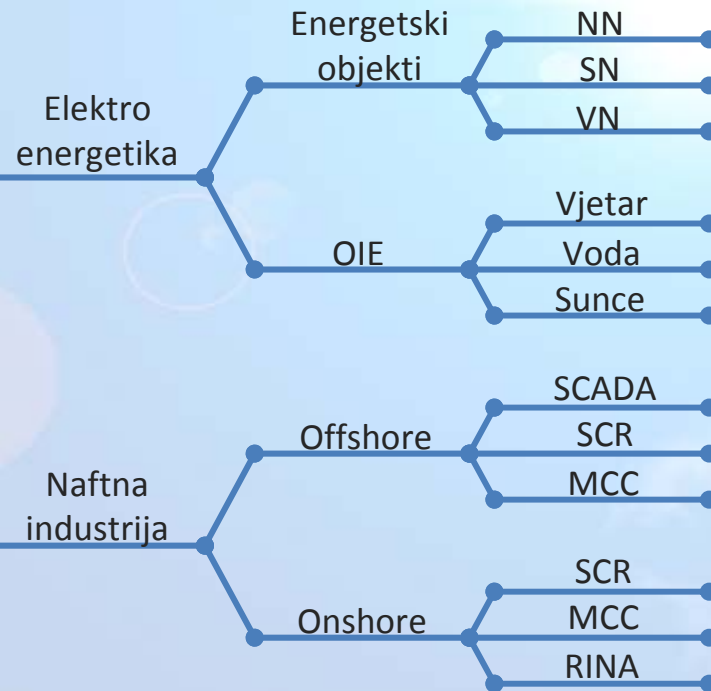 Elektro
energetika
Energetski
objekti
NN
SN
VN
OIE
Vjetar
Voda
Sunce
Naftna
industrija
Offshore
SCADA
SCR
MCC
Onshore
SCR
MCC
RINA